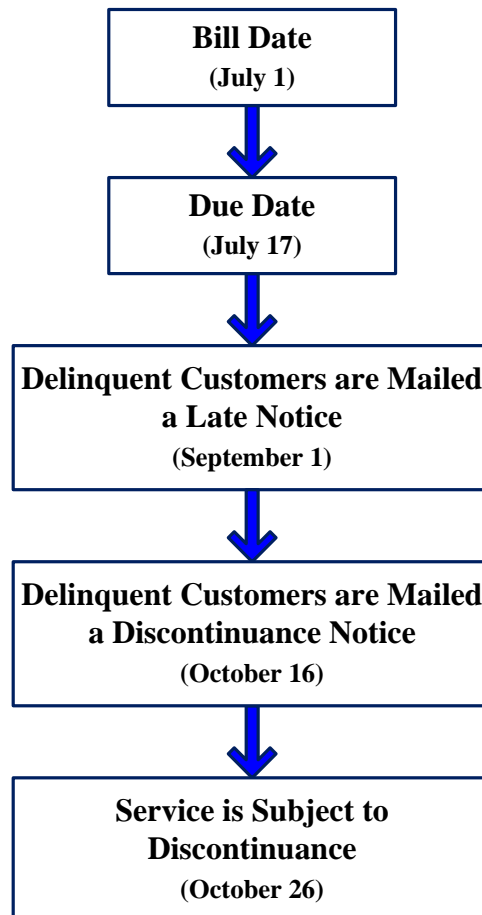 Bill Date
(July 1)
Due Date
(July 17)
Delinquent Customers are Mailed
a Late Notice
(September 1)
Delinquent Customers are Mailed
a Discontinuance Notice
(October 16)
Service is Subject to
Discontinuance
(October 26)